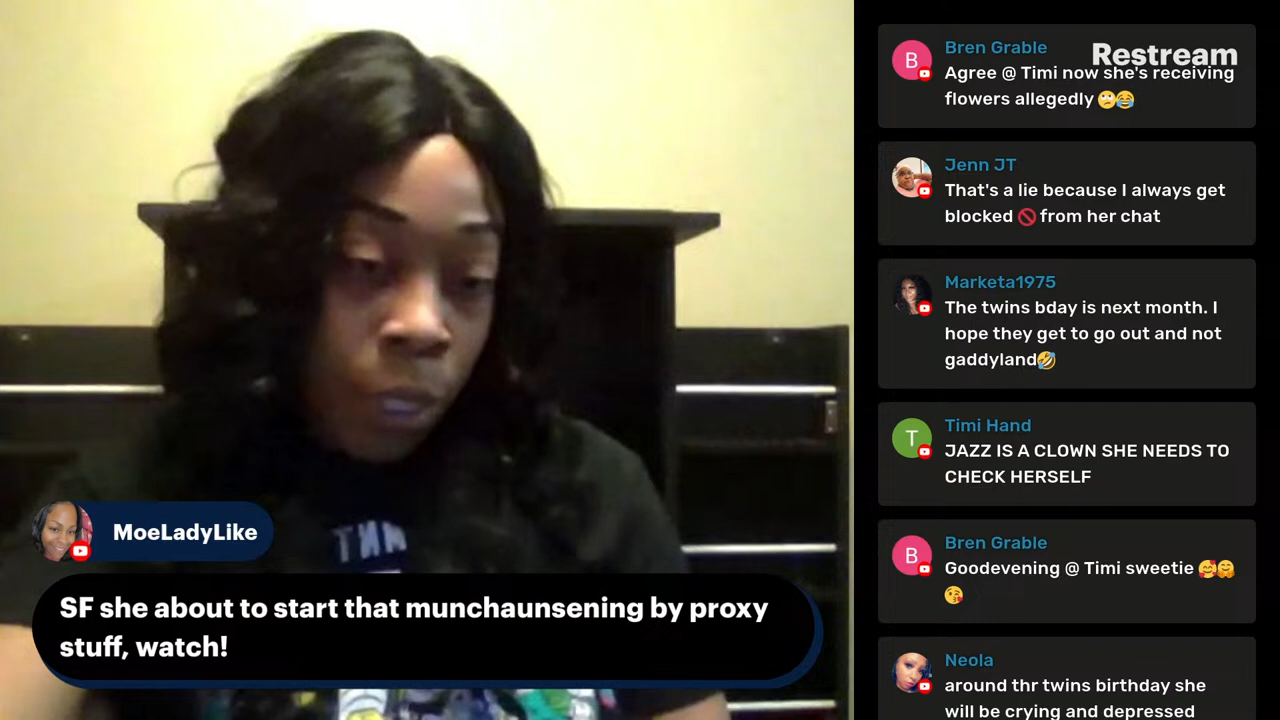 Restream
Bren Grable
Agree @ Timi now she's receiving
flowers allegedly 🙄😂
Jenn JT
That's a lie because I always get
blocked 🚫 from her chat
Marketa1975
The twins bday is next month. I
hope they get to go out and not
gaddyland🤣
T
Timi Hand
JAZZ IS A CLOWN SHE NEEDS TO
CHECK HERSELF
B
Bren Grable
Goodevening @ Timi sweetie 🥰🤗
😘
Neola
around thr twins birthday she
will be crying and depressed
B
MoeLadyLike
SF she about to start that munchaunsening by proxy
stuff, watch!